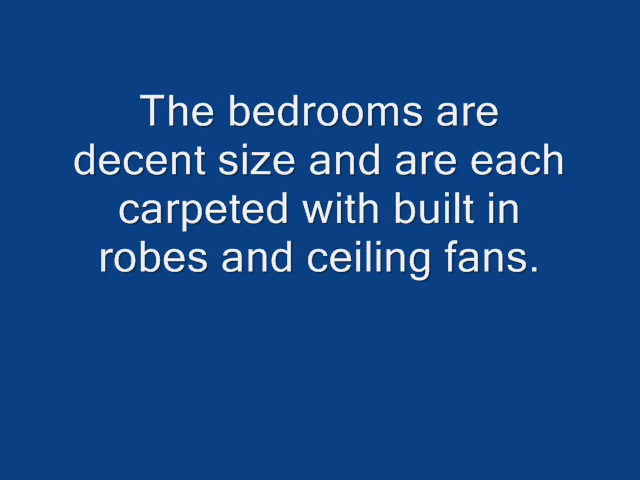 The bedrooms are
decent size and are each
carpeted with built in
robes and ceiling fans.